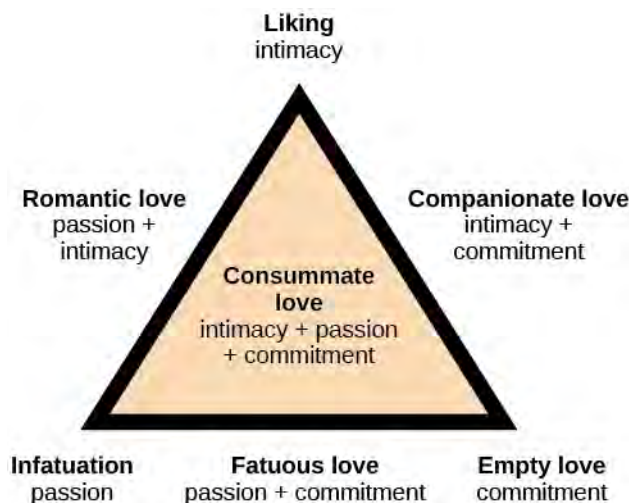 Liking
intimacy
Romantic love
passion +
intimacy
Companionate love
intimacy +
commitment
Consummate
love
intimacy + passion
+ commitment
Infatuation
passion
Fatuous love
passion + commitment
Empty love
commitment